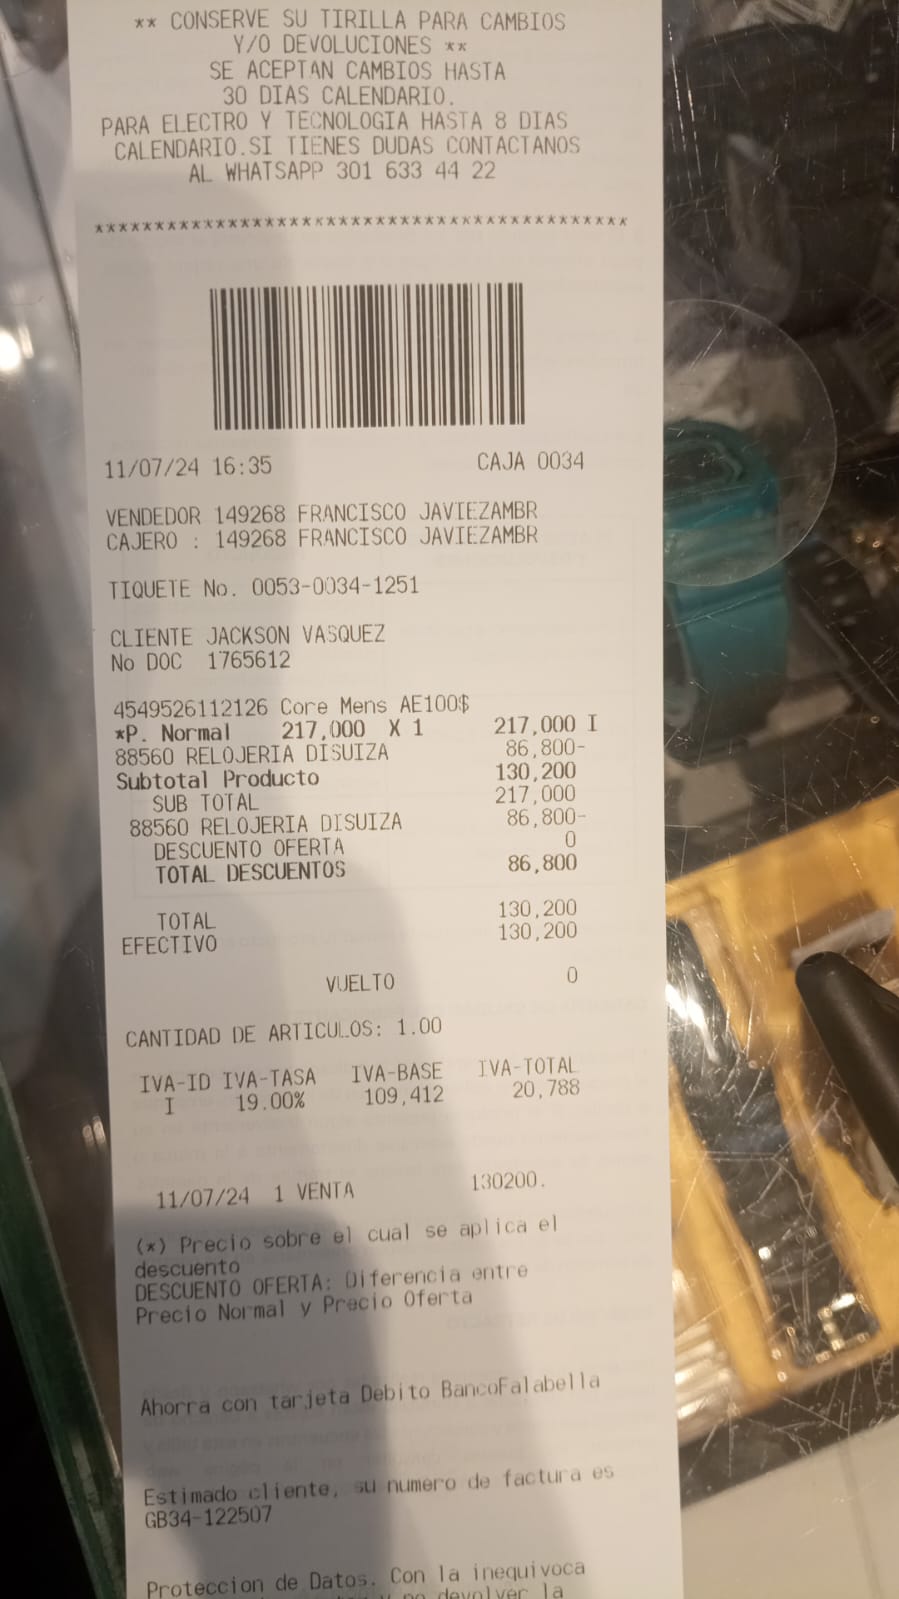 ** CONSERVE SU TIRILLA PARA CAMBIOS
Y/O DEVOLUCIONES **
SE ACEPTAN CAMBIOS HASTA
30 DIAS CALENDARIO.
PARA ELECTRO Y TECNOLOGIA HASTA 8 DIAS
CALENDARIO.SI TIENES DUDAS CONTACTANOS
AL WHATSAPP 301 633 44 22
*********************************************
11/07/24 16:35 CAJA 0034
VENDEDOR 149268 FRANCISCO JAVIEZAMBR
CAJERO : 149268 FRANCISCO JAVIEZAMBR
TIQUETE No. 0053-0034-1251
CLIENTE JACKSON VASQUEZ
No DOC 1765612
4549526112126 Core Mens AE100$
*P. Normal 217,000 X 1 217,000 I
88560 RELOJERIA DISUIZA 86,800-
Subtotal Producto 130,200
SUB TOTAL 217,000
88560 RELOJERIA DISUIZA 86,800-
DESCUENTO OFERTA 0
TOTAL DESCUENTOS 86,800
TOTAL 130,200
EFECTIVO 130,200
VUELTO 0
CANTIDAD DE ARTICULOS: 1.00
IVA-ID IVA-TASA IVA-BASE IVA-TOTAL
I 19.00% 109,412 20,788
11/07/24 1 VENTA 130200.
(*) Precio sobre el cual se aplica el
descuento
DESCUENTO OFERTA: Diferencia entre
Precio Normal y Precio Oferta
Ahorra con tarjeta Debito BancoFalabella
Estimado cliente, su numero de factura es
GB34-122507
Proteccion de Datos. Con la inequivoca
devolver la